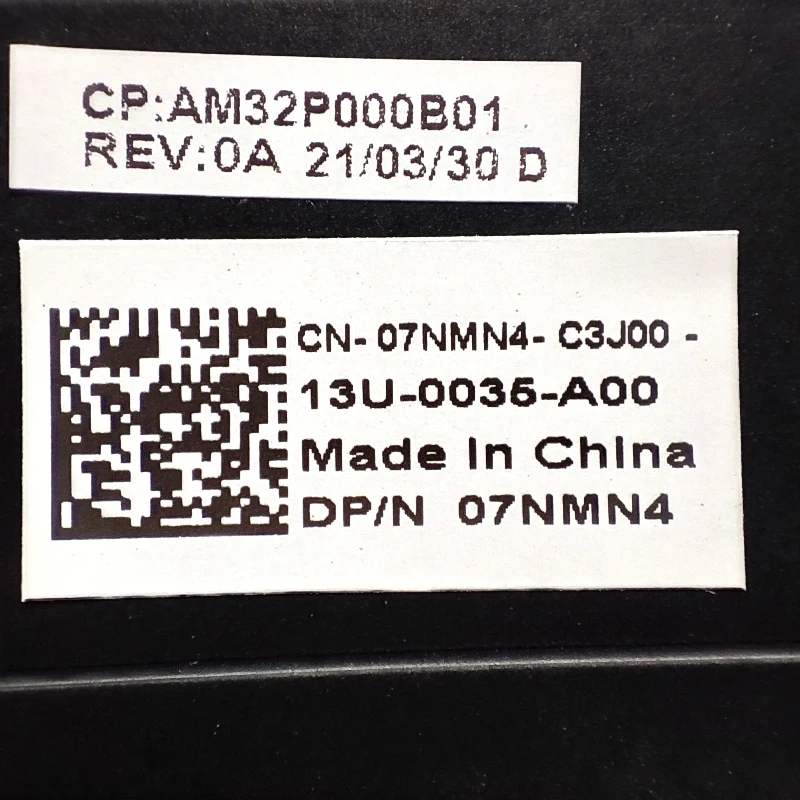 CP:AM32P000B01
REV:0A 21/03/30 D
CN- 07NMN4- C3J00 -
13U-0035-A00
Made in China
DP/N 07NMN4